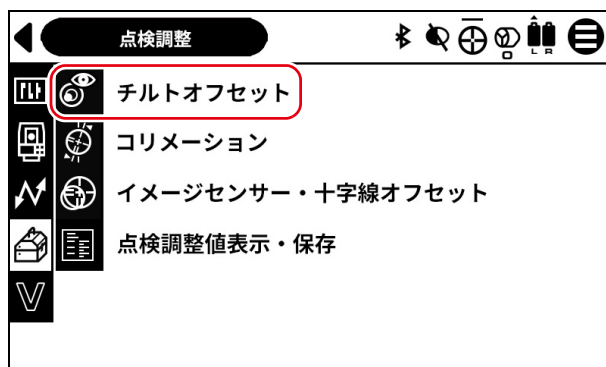 点検調整
L R
チルトオフセット
コリメーション
イメージセンサー・十字線オフセット
点検調整値表示・保存